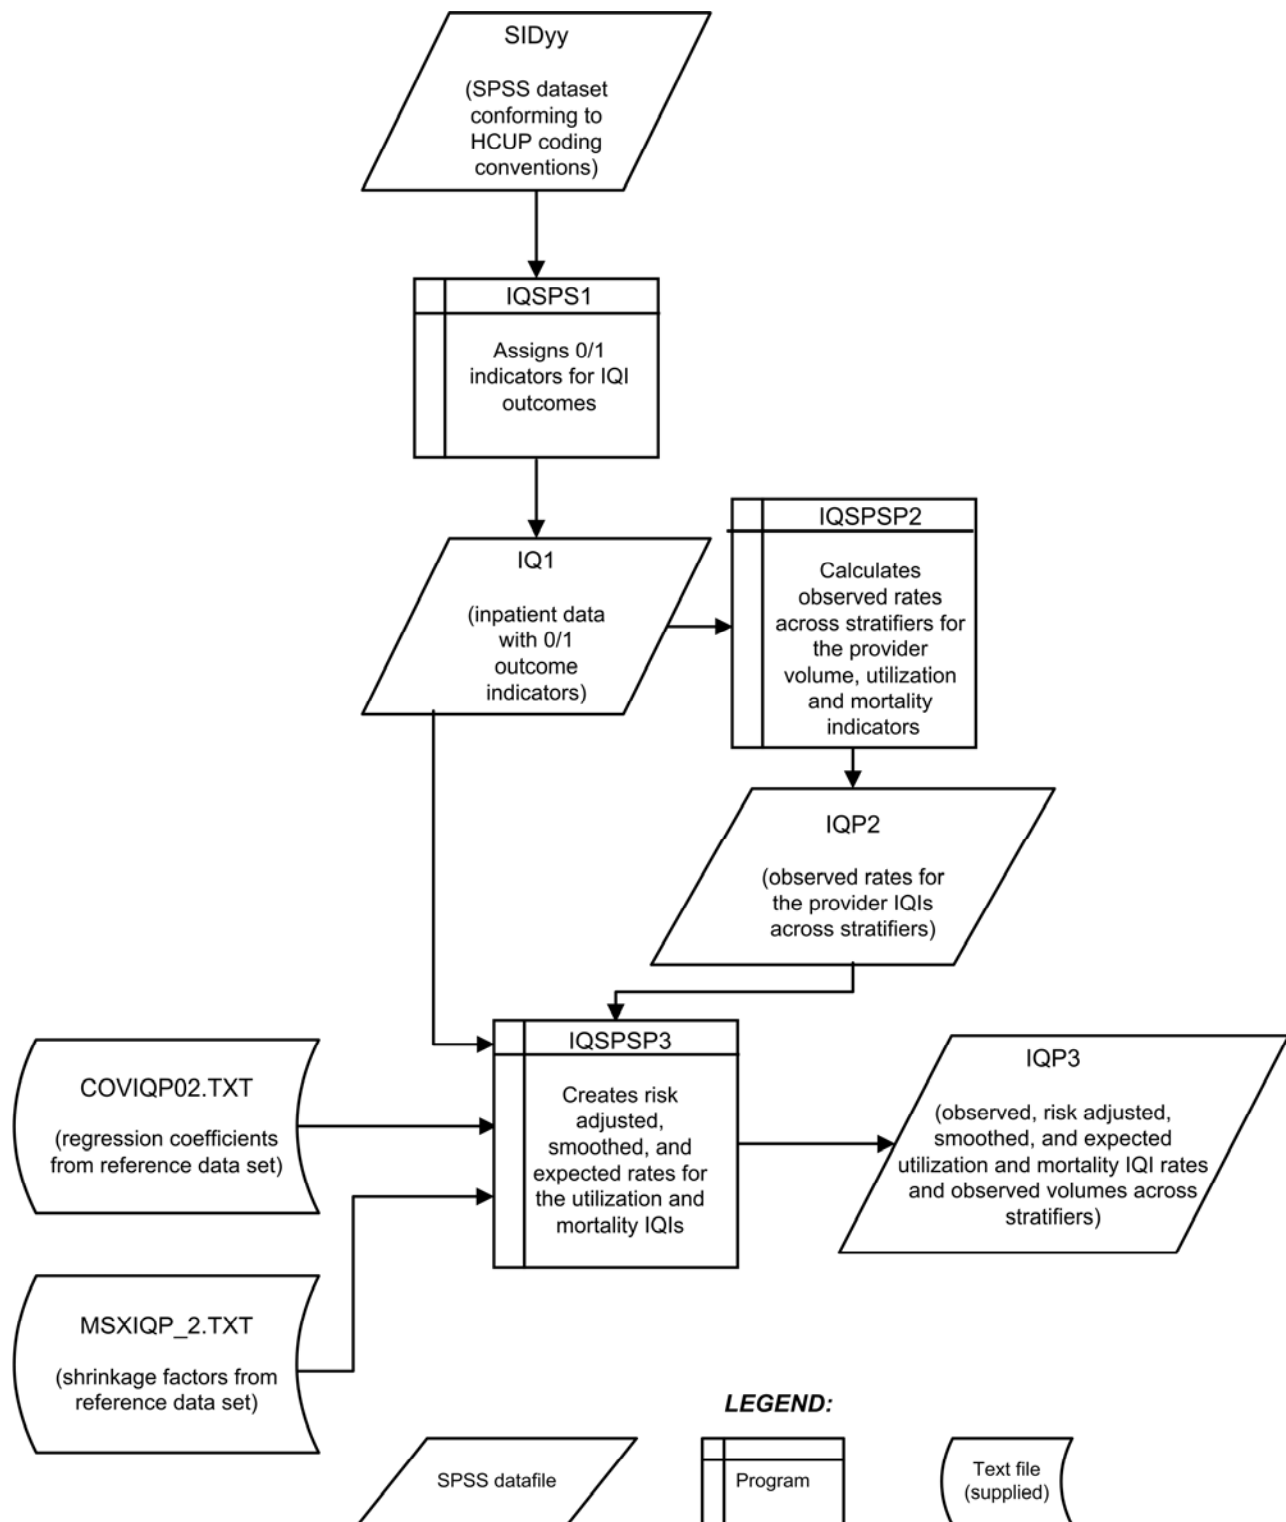 SIDyy
(SPSS dataset
conforming to
HCUP coding
conventions)
IQSPS1
Assigns 0/1
indicators for IQI
outcomes
IQSPSP2
Calculates
observed rates
across stratifiers for
the provider
volume, utilization
and mortality
indicators
IQ1
(inpatient data
with 0/1
outcome
indicators)
IQP2
(observed rates for
the provider IQIs
across stratifiers)
IQSPSP3
Creates risk
adjusted,
smoothed, and
expected rates for
the utilization and
mortality IQIs
IQP3
(observed, risk adjusted,
smoothed, and expected
utilization and mortality IQI rates
and observed volumes across
stratifiers)
COVIQP02.TXT
(regression coefficients
from reference data set)
MSXIQP_2.TXT
(shrinkage factors from
reference data set)
LEGEND:
SPSS datafile
Program
Text file
(supplied)